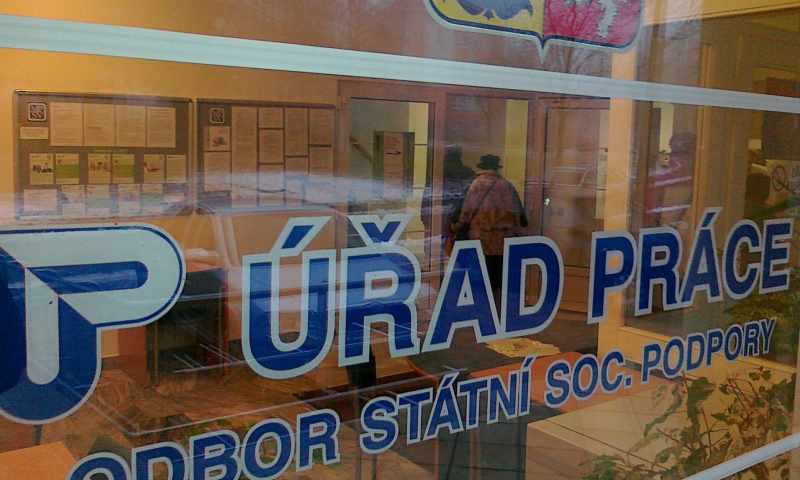 ÚŘAD PRÁCE
ODBOR STÁTNÍ SOC. PODPORY